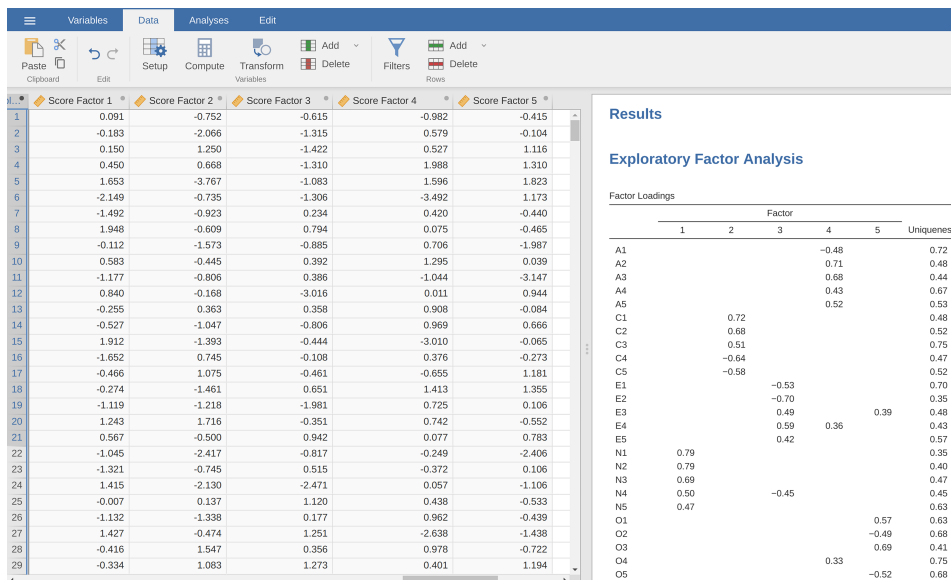 Variables Data Analyses Edit
Paste Setup Compute Transform Add Delete Filters Add Delete
Clipboard Edit Variables Rows
Score Factor 1 Score Factor 2 Score Factor 3 Score Factor 4 Score Factor 5
1 0.091 -0.752 -0.615 -0.982 -0.415
2 -0.183 -2.066 -1.315 0.579 -0.104
3 0.150 1.250 -1.422 0.527 1.116
4 0.450 0.668 -1.310 1.988 1.310
5 1.653 -3.767 -1.083 1.596 1.823
6 -2.149 -0.735 -1.306 -3.492 1.173
7 -1.492 -0.923 0.234 0.420 -0.440
8 1.948 -0.609 0.794 0.075 -0.465
9 -0.112 -1.573 -0.885 0.706 -1.987
10 0.583 -0.445 0.392 1.295 0.039
11 -1.177 -0.806 0.386 -1.044 -3.147
12 0.840 -0.168 -3.016 0.011 0.944
13 -0.255 0.363 0.358 0.908 -0.084
14 -0.527 -1.047 -0.806 0.969 0.666
15 1.912 -1.393 -0.444 -3.010 -0.065
16 -1.652 0.745 -0.108 0.376 -0.273
17 -0.466 1.075 -0.461 -0.655 1.181
18 -0.274 -1.461 0.651 1.413 1.355
19 -1.119 -1.218 -1.981 0.725 0.106
20 1.243 1.716 -0.351 0.742 -0.552
21 0.567 -0.500 0.942 0.077 0.783
22 -1.045 -2.417 -0.817 -0.249 -2.406
23 -1.321 -0.745 0.515 -0.372 0.106
24 1.415 -2.130 -2.471 0.057 -1.106
25 -0.007 0.137 1.120 0.438 -0.533
26 -1.132 -1.338 0.177 0.962 -0.439
27 1.427 -0.474 1.251 -2.638 -1.438
28 -0.416 1.547 0.356 0.978 -0.722
29 -0.334 1.083 1.273 0.401 1.194
Results
Exploratory Factor Analysis
Factor Loadings
Factor
1 2 3 4 5 Uniquenes
A1 −0.48 0.72
A2 0.71 0.48
A3 0.68 0.44
A4 0.43 0.67
A5 0.52 0.53
C1 0.72 0.48
C2 0.68 0.52
C3 0.51 0.75
C4 −0.64 0.47
C5 −0.58 0.52
E1 −0.53 0.70
E2 −0.70 0.35
E3 0.49 0.39 0.48
E4 0.59 0.36 0.43
E5 0.42 0.57
N1 0.79 0.35
N2 0.79 0.40
N3 0.69 0.47
N4 0.50 −0.45 0.45
N5 0.47 0.63
O1 0.57 0.63
O2 −0.49 0.68
O3 0.69 0.41
O4 0.33 0.75
O5 −0.52 0.68